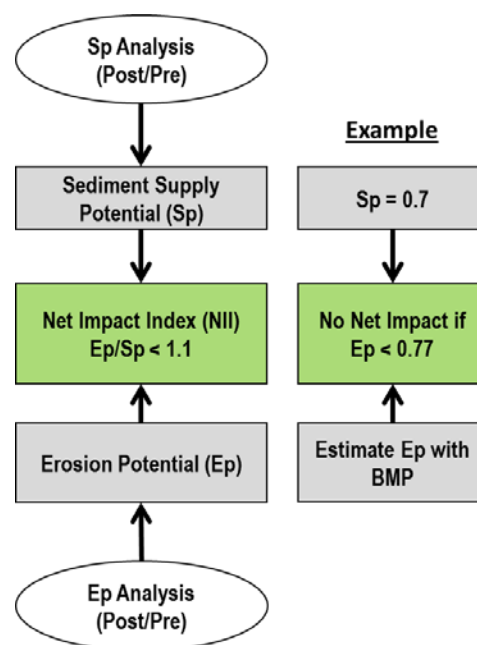 Sp Analysis
(Post/Pre)
Example
Sediment Supply
Potential (Sp)
Sp = 0.7
Net Impact Index (NII)
Ep/Sp < 1.1
No Net Impact if
Ep < 0.77
Erosion Potential (Ep)
Estimate Ep with
BMP
Ep Analysis
(Post/Pre)